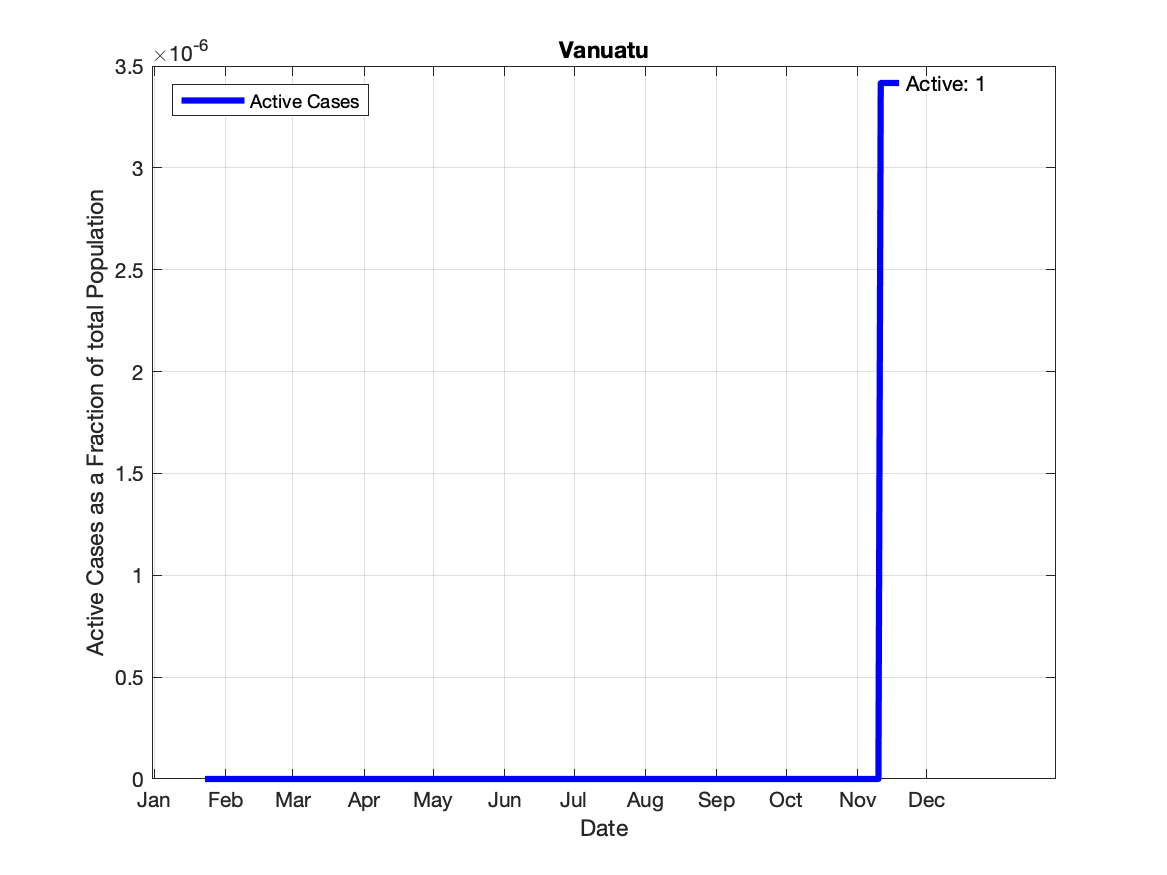 Vanuatu
×10-6
3.5
3
2.5
2
1.5
1
0.5
0
Active Cases as a Fraction of total Population
Active Cases
Active: 1
Jan Feb Mar Apr May Jun Jul Aug Sep Oct Nov Dec
Date